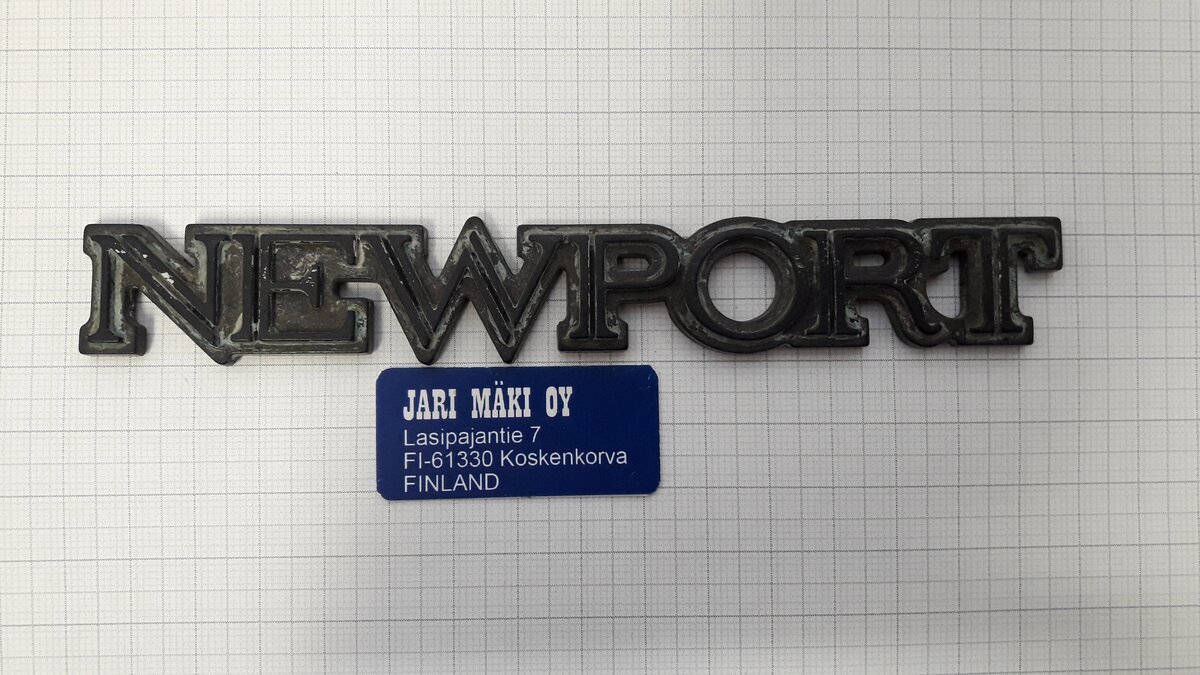 NEWPORT
JARI MÄKI OY
Lasipajantie 7
FI-61330 Koskenkorva
FINLAND